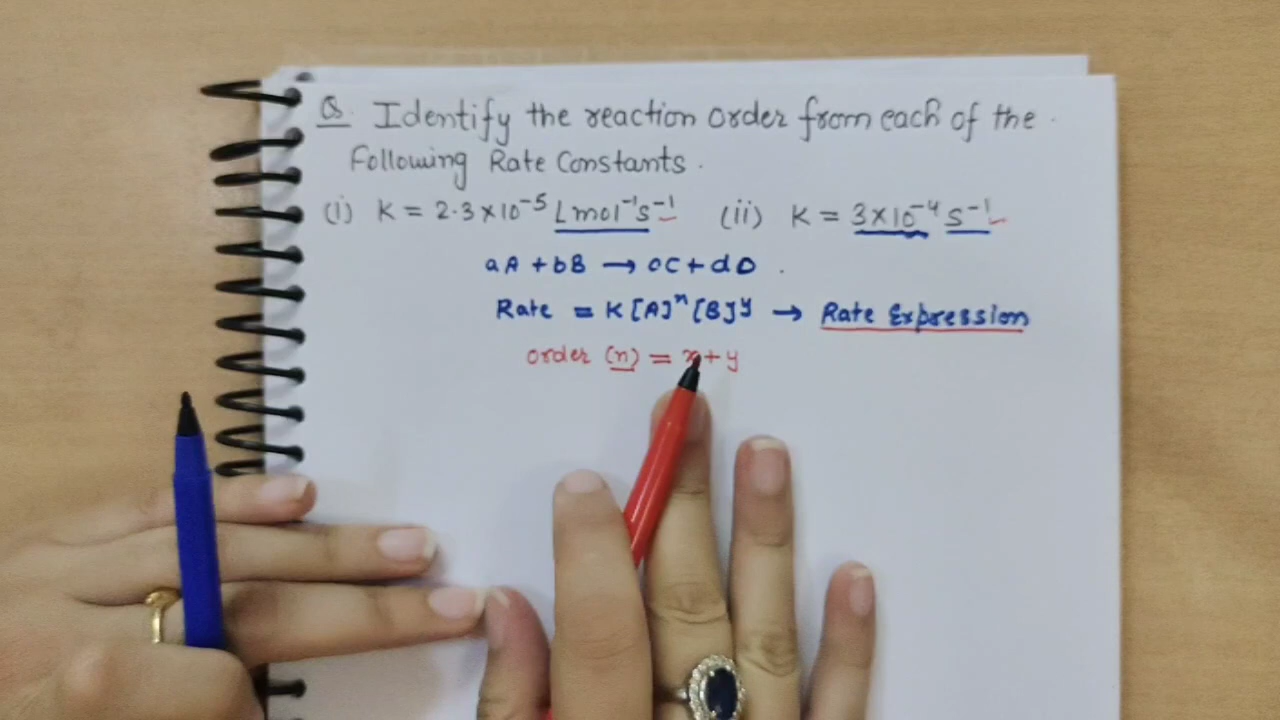 Q. Identify the reaction order from each of the
Following Rate Constants.
(i) K = 2.3×10⁻⁵ L mol⁻¹ s⁻¹ (ii) K = 3×10⁻⁴ s⁻¹
aA + bB → cC + dD
Rate = K [A]ˣ [B]ʸ → Rate Expression
order (n) = x + y